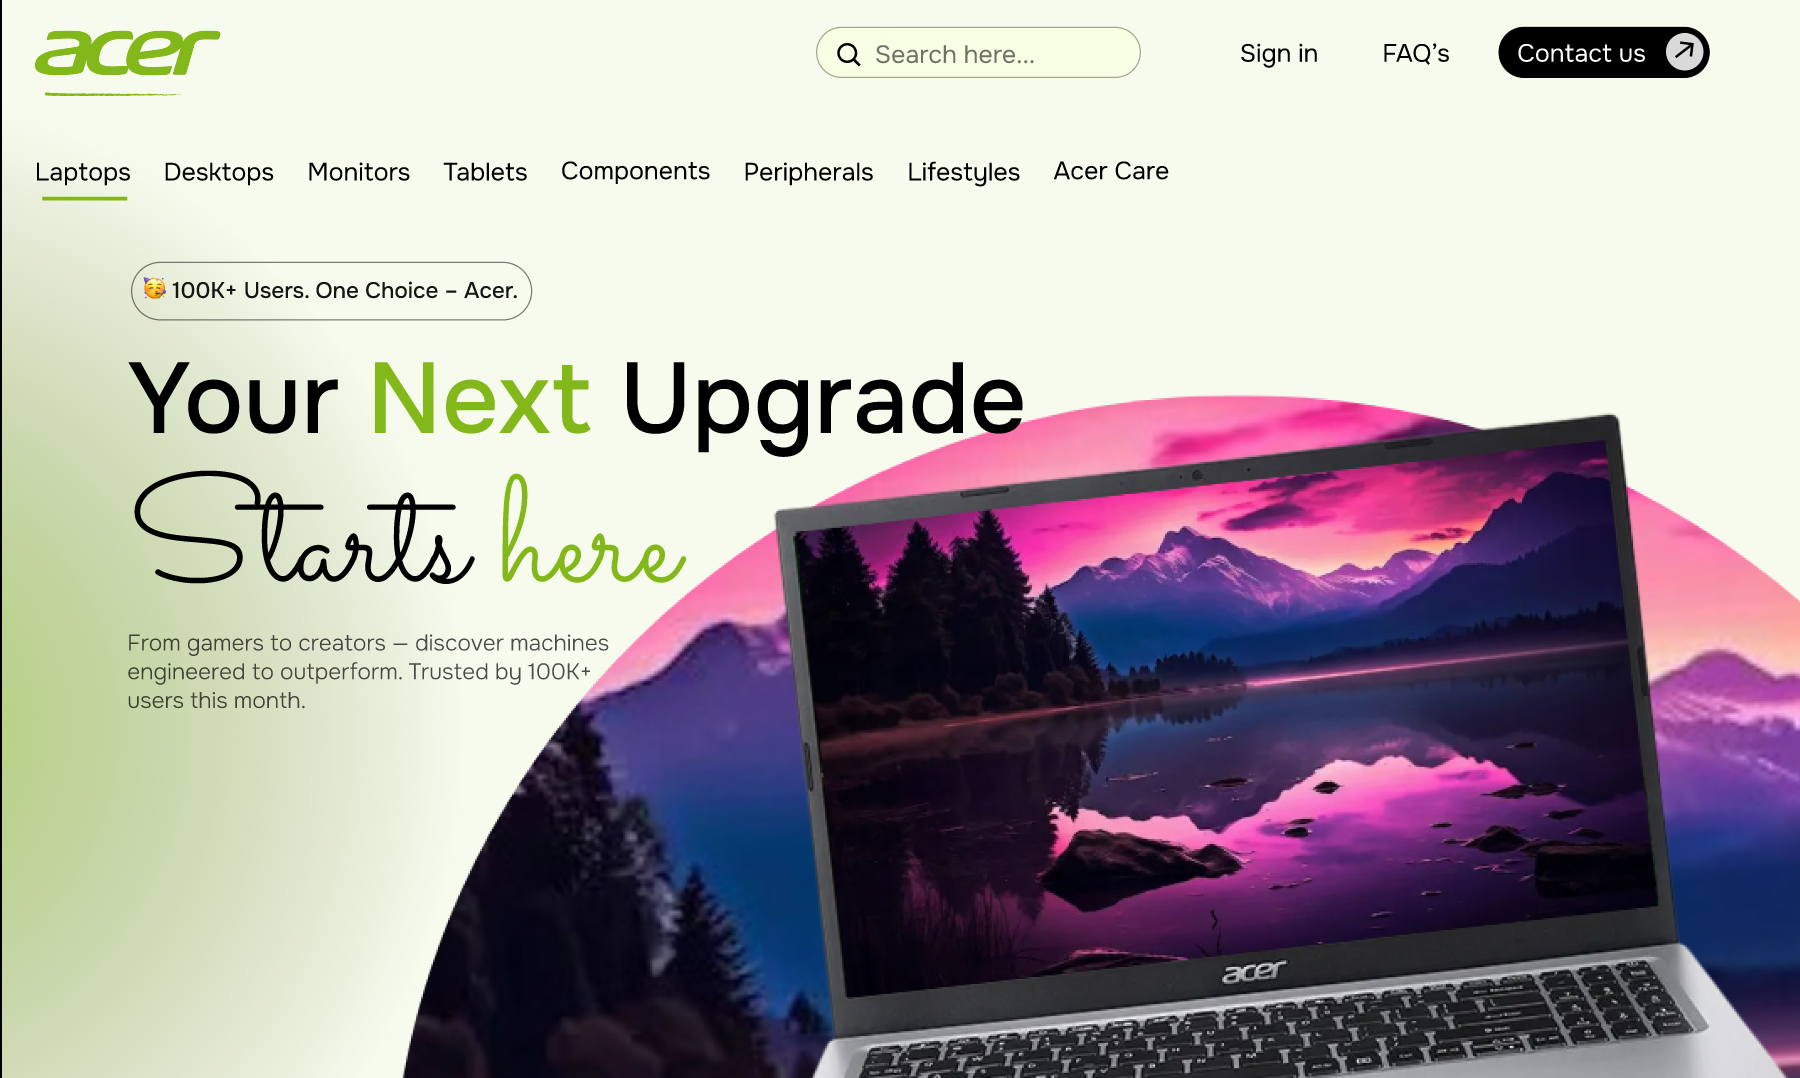 acer
Search here...
Sign in
FAQ’s
Contact us
Laptops
Desktops
Monitors
Tablets
Components
Peripherals
Lifestyles
Acer Care
🥳 100K+ Users. One Choice – Acer.
Your Next Upgrade
Starts here
From gamers to creators — discover machines
engineered to outperform. Trusted by 100K+
users this month.
acer